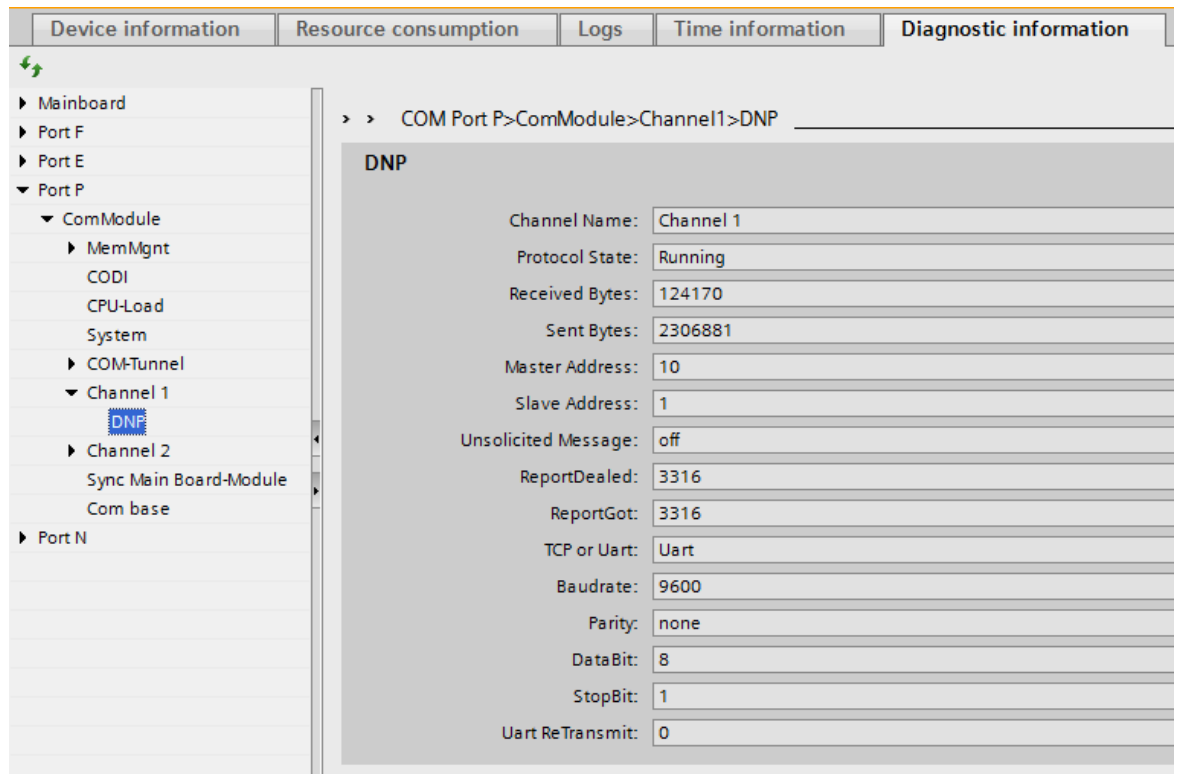 Device information
Resource consumption
Logs
Time information
Diagnostic information
Mainboard
Port F
Port E
Port P
ComModule
MemMgnt
CODI
CPU-Load
System
COM-Tunnel
Channel 1
DNP
Channel 2
Sync Main Board-Module
Com base
Port N
> > COM Port P>ComModule>Channel1>DNP
DNP
Channel Name: Channel 1
Protocol State: Running
Received Bytes: 124170
Sent Bytes: 2306881
Master Address: 10
Slave Address: 1
Unsolicited Message: off
ReportDealed: 3316
ReportGot: 3316
TCP or Uart: Uart
Baudrate: 9600
Parity: none
DataBit: 8
StopBit: 1
Uart ReTransmit: 0